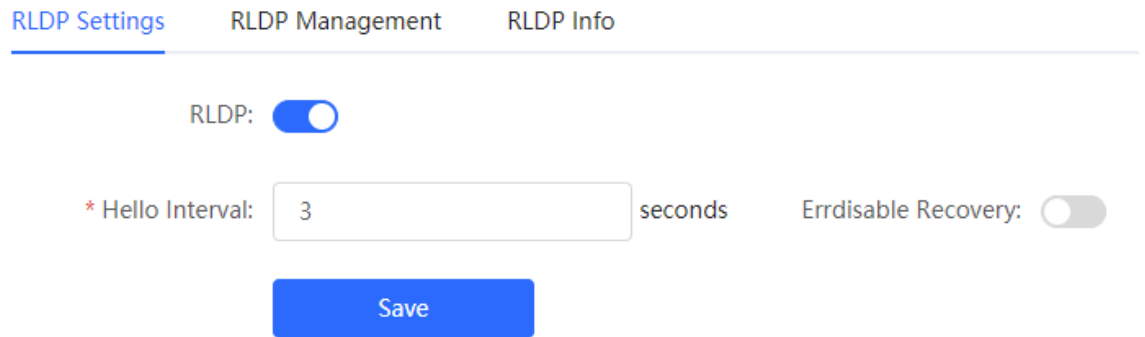 RLDP Settings RLDP Management RLDP Info
RLDP:
* Hello Interval: 3 seconds Errdisable Recovery:
Save